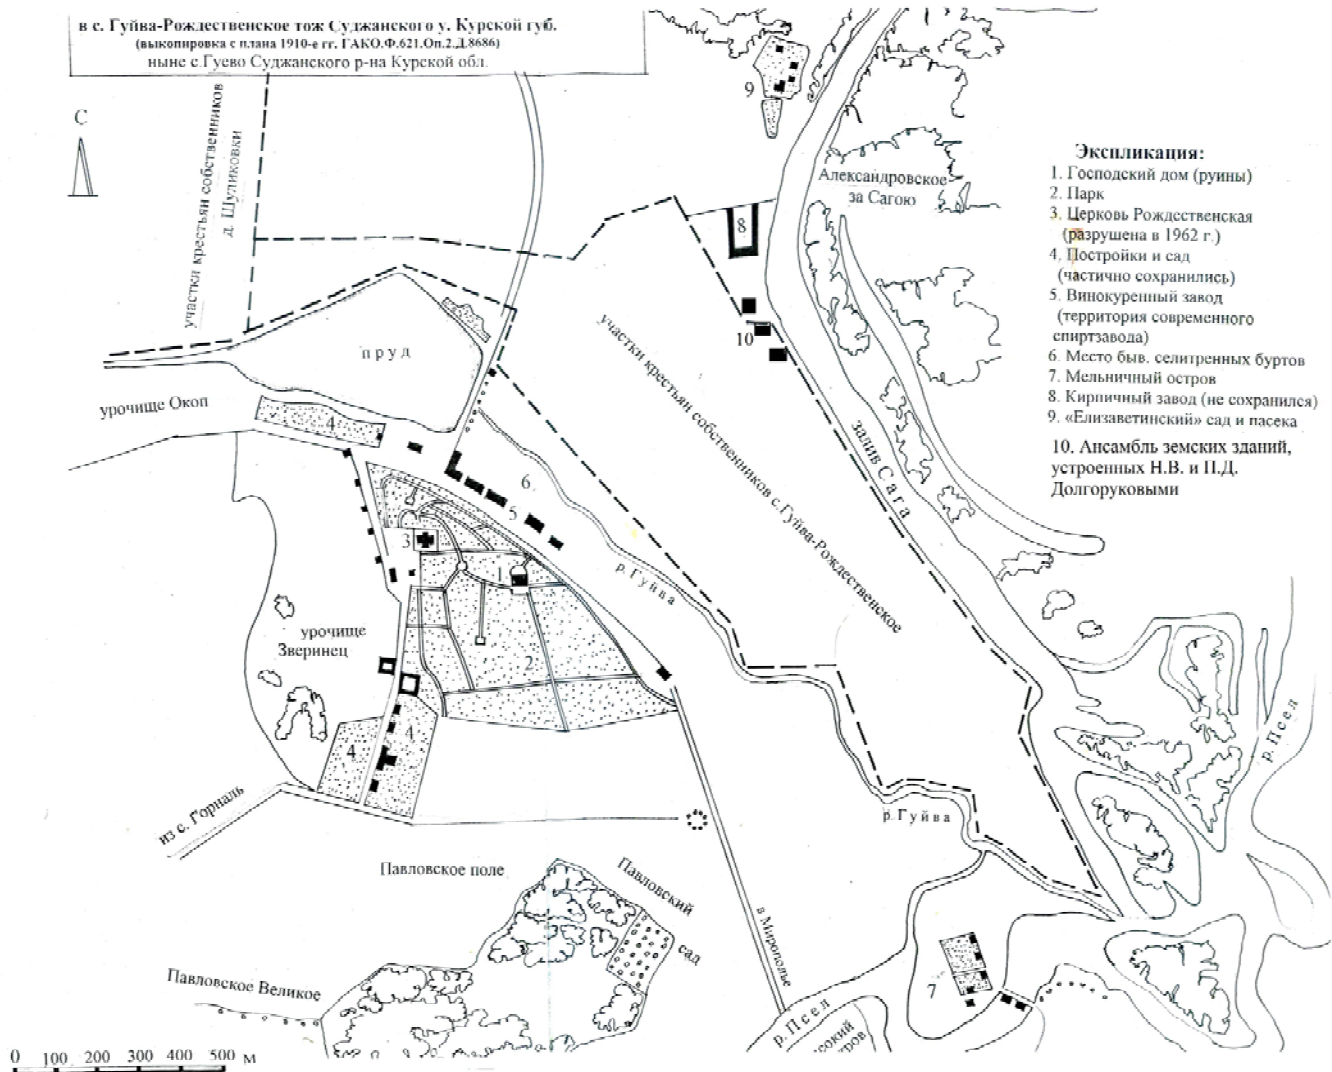 в с. Гуйва-Рождественское тож Суджанского у. Курской губ.
(выкопировка с плана 1910-е гг. ГАКО.Ф.621.Оп.2.Д.8686)
ныне с.Гуево Суджанского р-на Курской обл.
С
участки крестьян собственников
д. Шуликовки
9
Александровское
за Сагою
8
10
Экспликация:
1. Господский дом (руины)
2. Парк
3. Церковь Рождественская
(разрушена в 1962 г.)
4. Постройки и сад
(частично сохранились)
5. Винокуренный завод
(территория современного
спиртзавода)
6. Место быв. селитренных буртов
7. Мельничный остров
8. Кирпичный завод (не сохранился)
9. «Елизаветинский» сад и пасека
10. Ансамбль земских зданий,
устроенных Н.В. и П.Д.
Долгоруковыми
пруд
урочище Окоп
4
участки крестьян собственников с.Гуйва-Рождественское
залив Сага
6
5
3
1
р. Гуйва
урочище
Зверинец
2
4
4
р. Псел
из с. Горналь
р. Гуйва
Павловское поле
Павловский
сад
в Мирополье
Павловское Великое
7
р. Псел
0 100 200 300 400 500 м